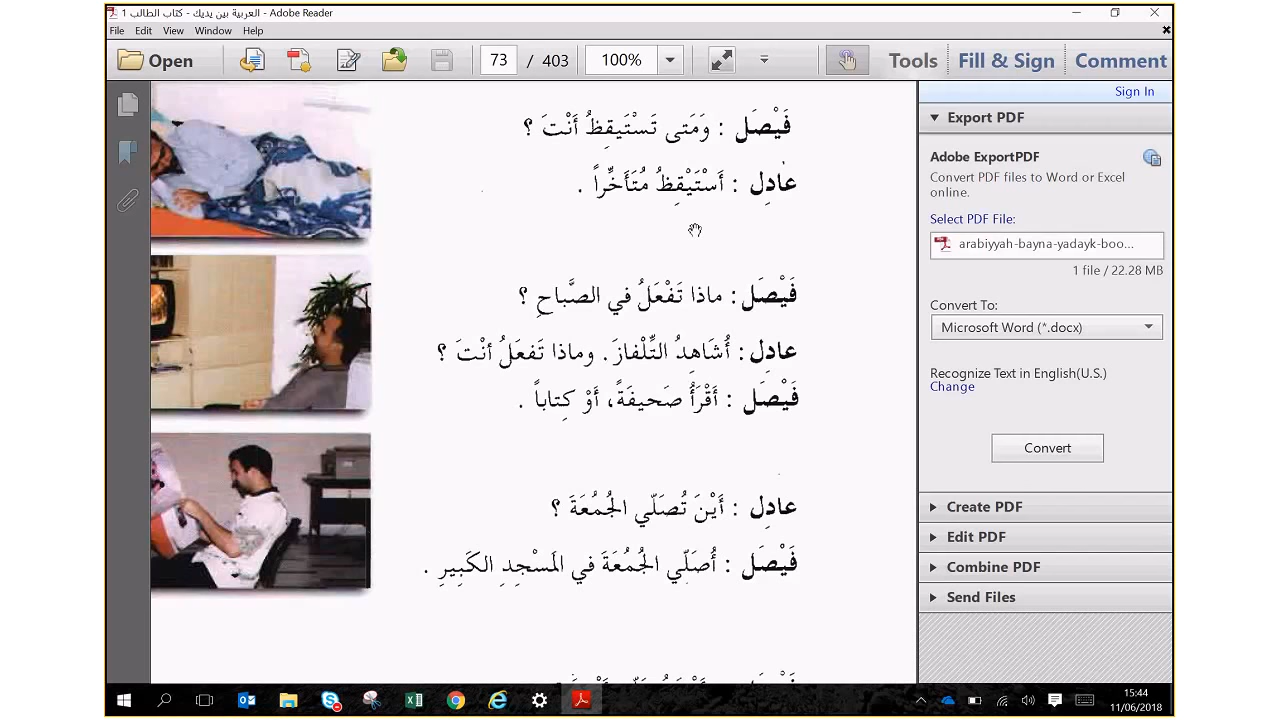 العربية بين يديك - كتاب الطالب 1 - Adobe Reader
File Edit View Window Help
Open 73 / 403 100% Tools Fill & Sign Comment
Sign In
Export PDF
Adobe ExportPDF
Convert PDF files to Word or Excel
online.
Select PDF File:
arabiyyah-bayna-yadayk-boo...
1 file / 22.28 MB
Convert To:
Microsoft Word (*.docx)
Recognize Text in English(U.S.)
Change
Convert
Create PDF
Edit PDF
Combine PDF
Send Files
فَيْصَل : وَمَتى تَسْتَيقِظُ أَنْتَ ؟
عادِل : أَسْتَيْقِظُ مُتَأَخِّراً .
فَيْصَل : ماذا تَفْعَلُ في الصَّباحِ ؟
عادِل : أُشَاهِدُ التِّلْفازَ. وماذا تَفعَلُ أنْتَ ؟
فَيْصَل : أَقْرَأُ صَحيفَةً، أَوْ كِتاباً .
عادِل : أَيْنَ تُصَلّي الجُمُعَةَ ؟
فَيْصَل : أُصَلّي الجُمُعَةَ في المَسْجِدِ الكَبِيرِ .
15:44
11/06/2018